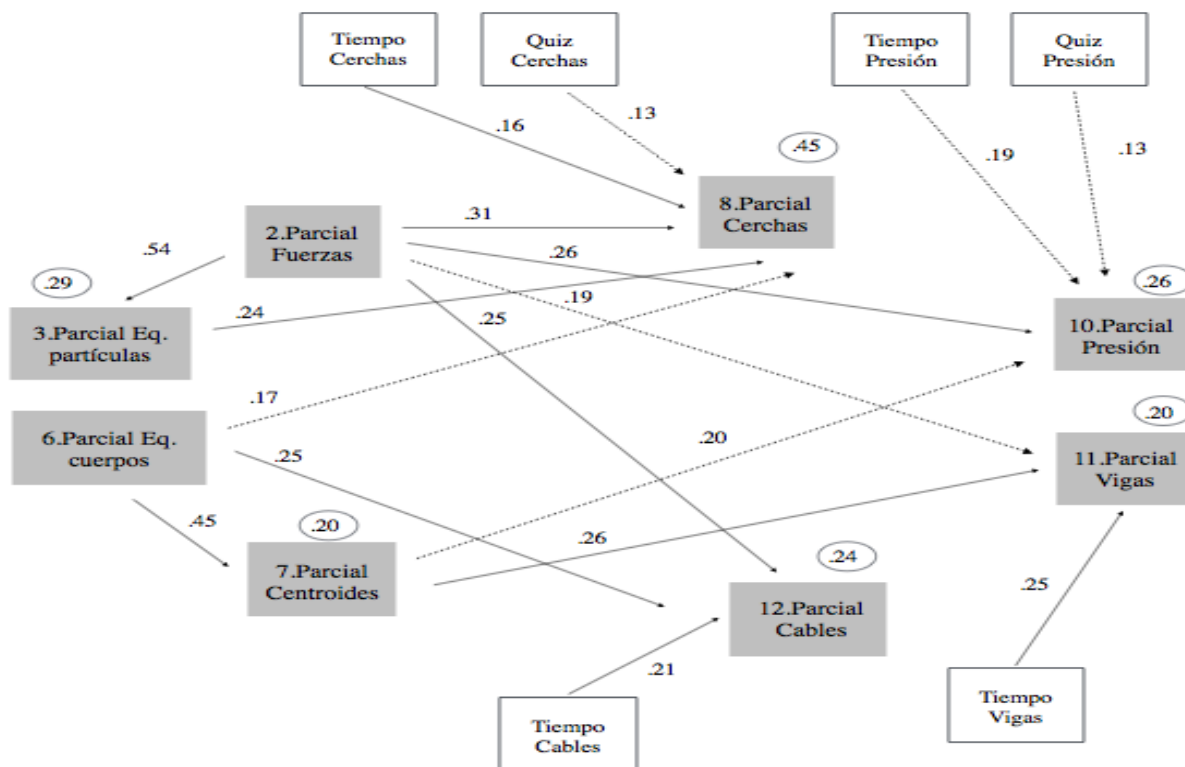 Tiempo
Cerchas
Quiz
Cerchas
Tiempo
Presión
Quiz
Presión
.16
.13
.19
.13
.45
8.Parcial
Cerchas
2.Parcial
Fuerzas
.31
.26
.54
.29
.24
.19
.25
.26
3.Parcial Eq.
partículas
10.Parcial
Presión
.17
6.Parcial Eq.
cuerpos
.25
.20
.20
11.Parcial
Vigas
.45
.20
7.Parcial
Centroides
.26
.24
12.Parcial
Cables
.25
.21
Tiempo
Cables
Tiempo
Vigas